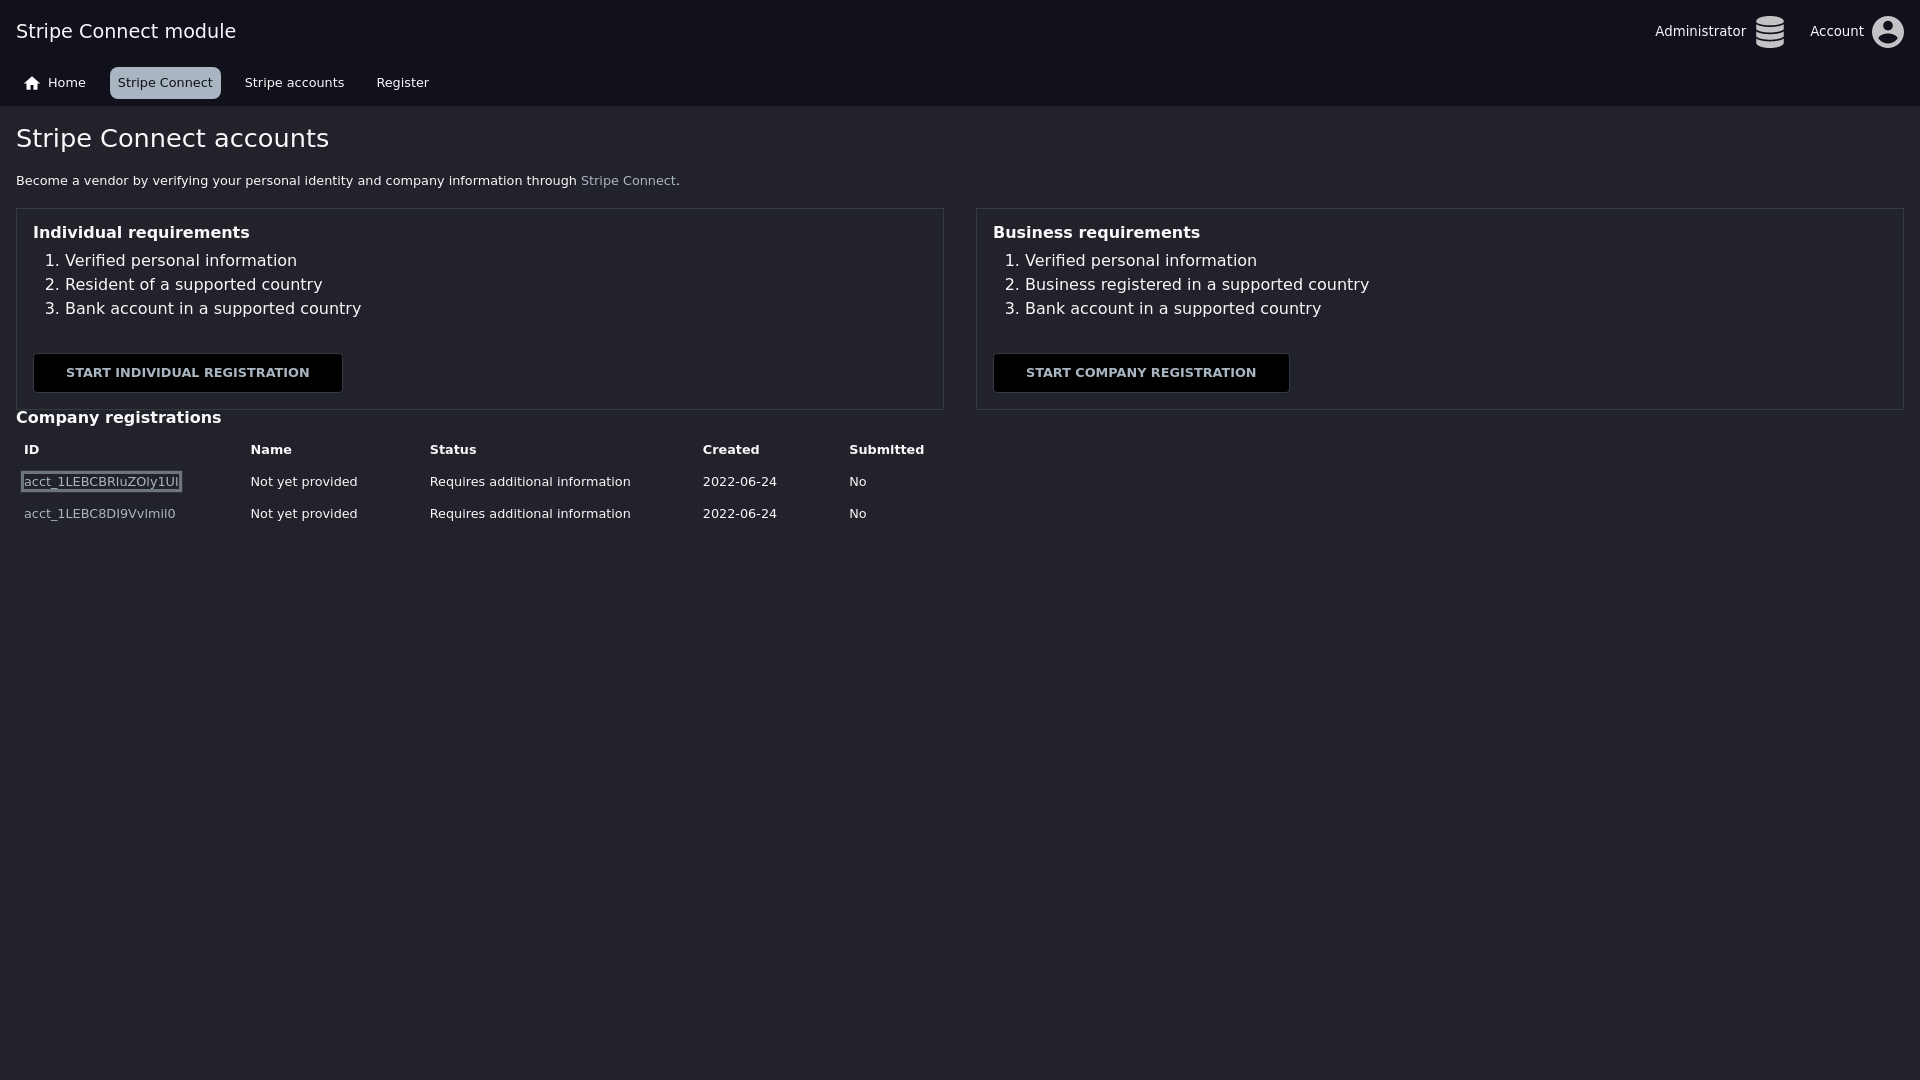 Stripe Connect module
Administrator
Account
Home
Stripe Connect
Stripe accounts
Register
Stripe Connect accounts
Become a vendor by verifying your personal identity and company information through Stripe Connect.
Individual requirements
1. Verified personal information
2. Resident of a supported country
3. Bank account in a supported country
START INDIVIDUAL REGISTRATION
Business requirements
1. Verified personal information
2. Business registered in a supported country
3. Bank account in a supported country
START COMPANY REGISTRATION
Company registrations
ID Name Status Created Submitted
Not yet provided Requires additional information 2022-06-24 No
Not yet provided Requires additional information 2022-06-24 No